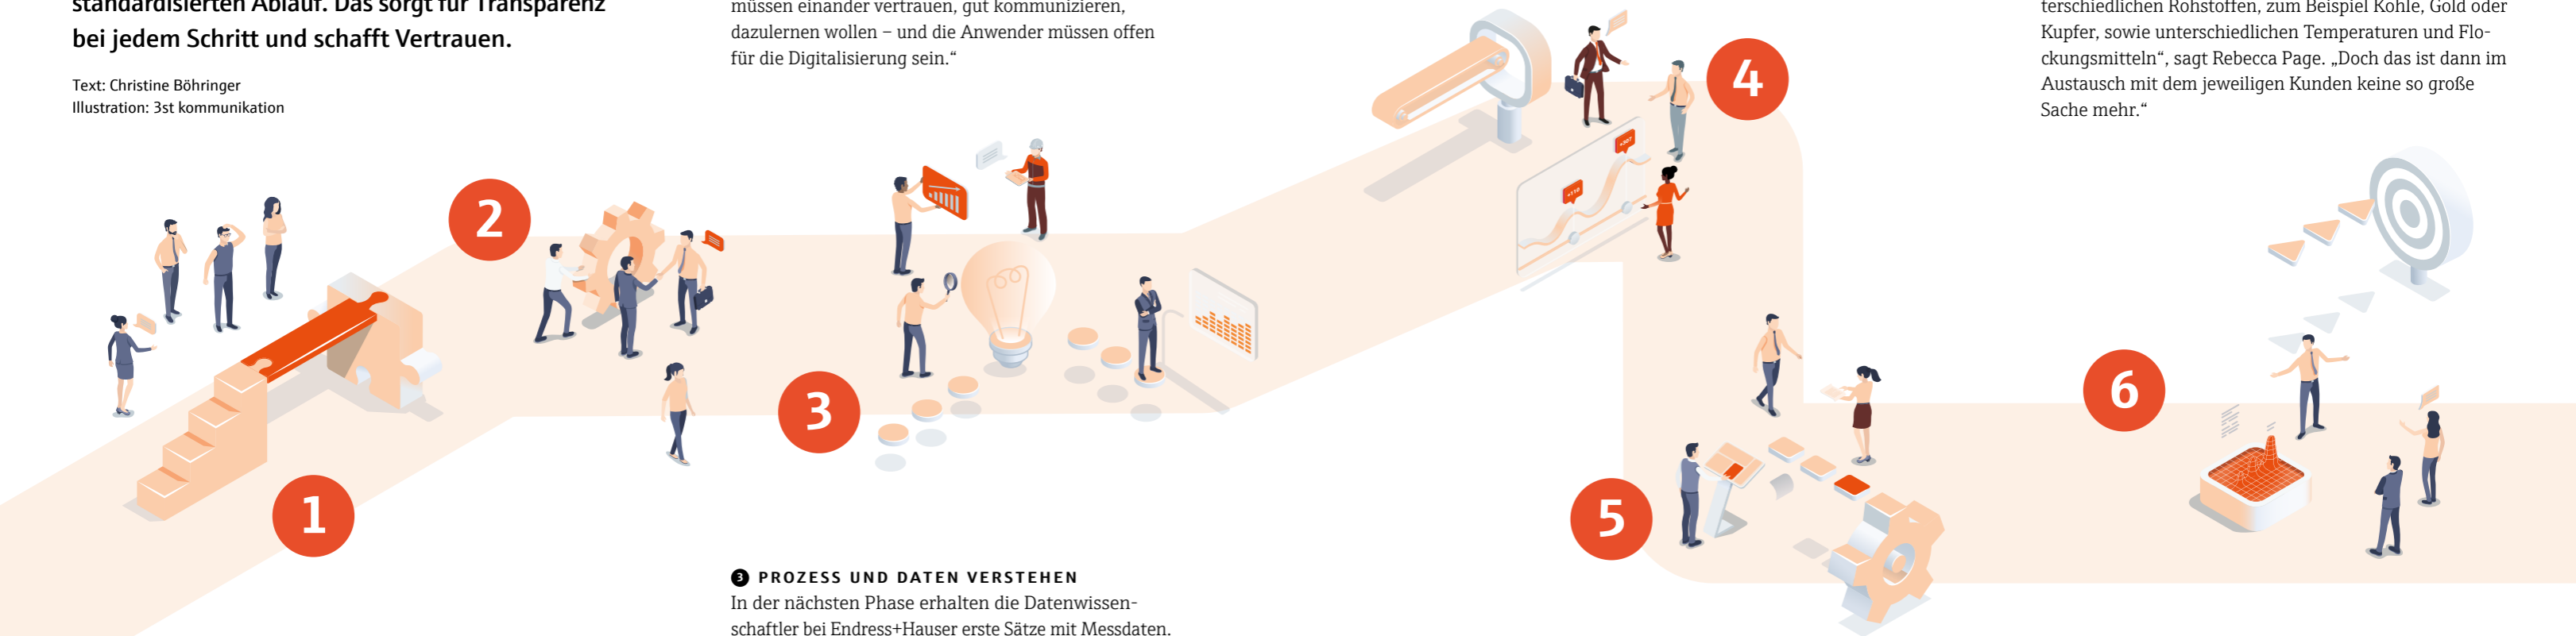 standardisierten Ablauf. Das sorgt für Transparenz
bei jedem Schritt und schafft Vertrauen.
Text: Christine Böhringer
Illustration: 3st kommunikation
müssen einander vertrauen, gut kommunizieren,
dazulernen wollen – und die Anwender müssen offen
für die Digitalisierung sein.“
terschiedlichen Rohstoffen, zum Beispiel Kohle, Gold oder
Kupfer, sowie unterschiedlichen Temperaturen und Flo-
ckungsmitteln“, sagt Rebecca Page. „Doch das ist dann im
Austausch mit dem jeweiligen Kunden keine so große
Sache mehr.“
1
2
3
4
5
6
3 PROZESS UND DATEN VERSTEHEN
In der nächsten Phase erhalten die Datenwissen-
schaftler bei Endress+Hauser erste Sätze mit Messdaten.